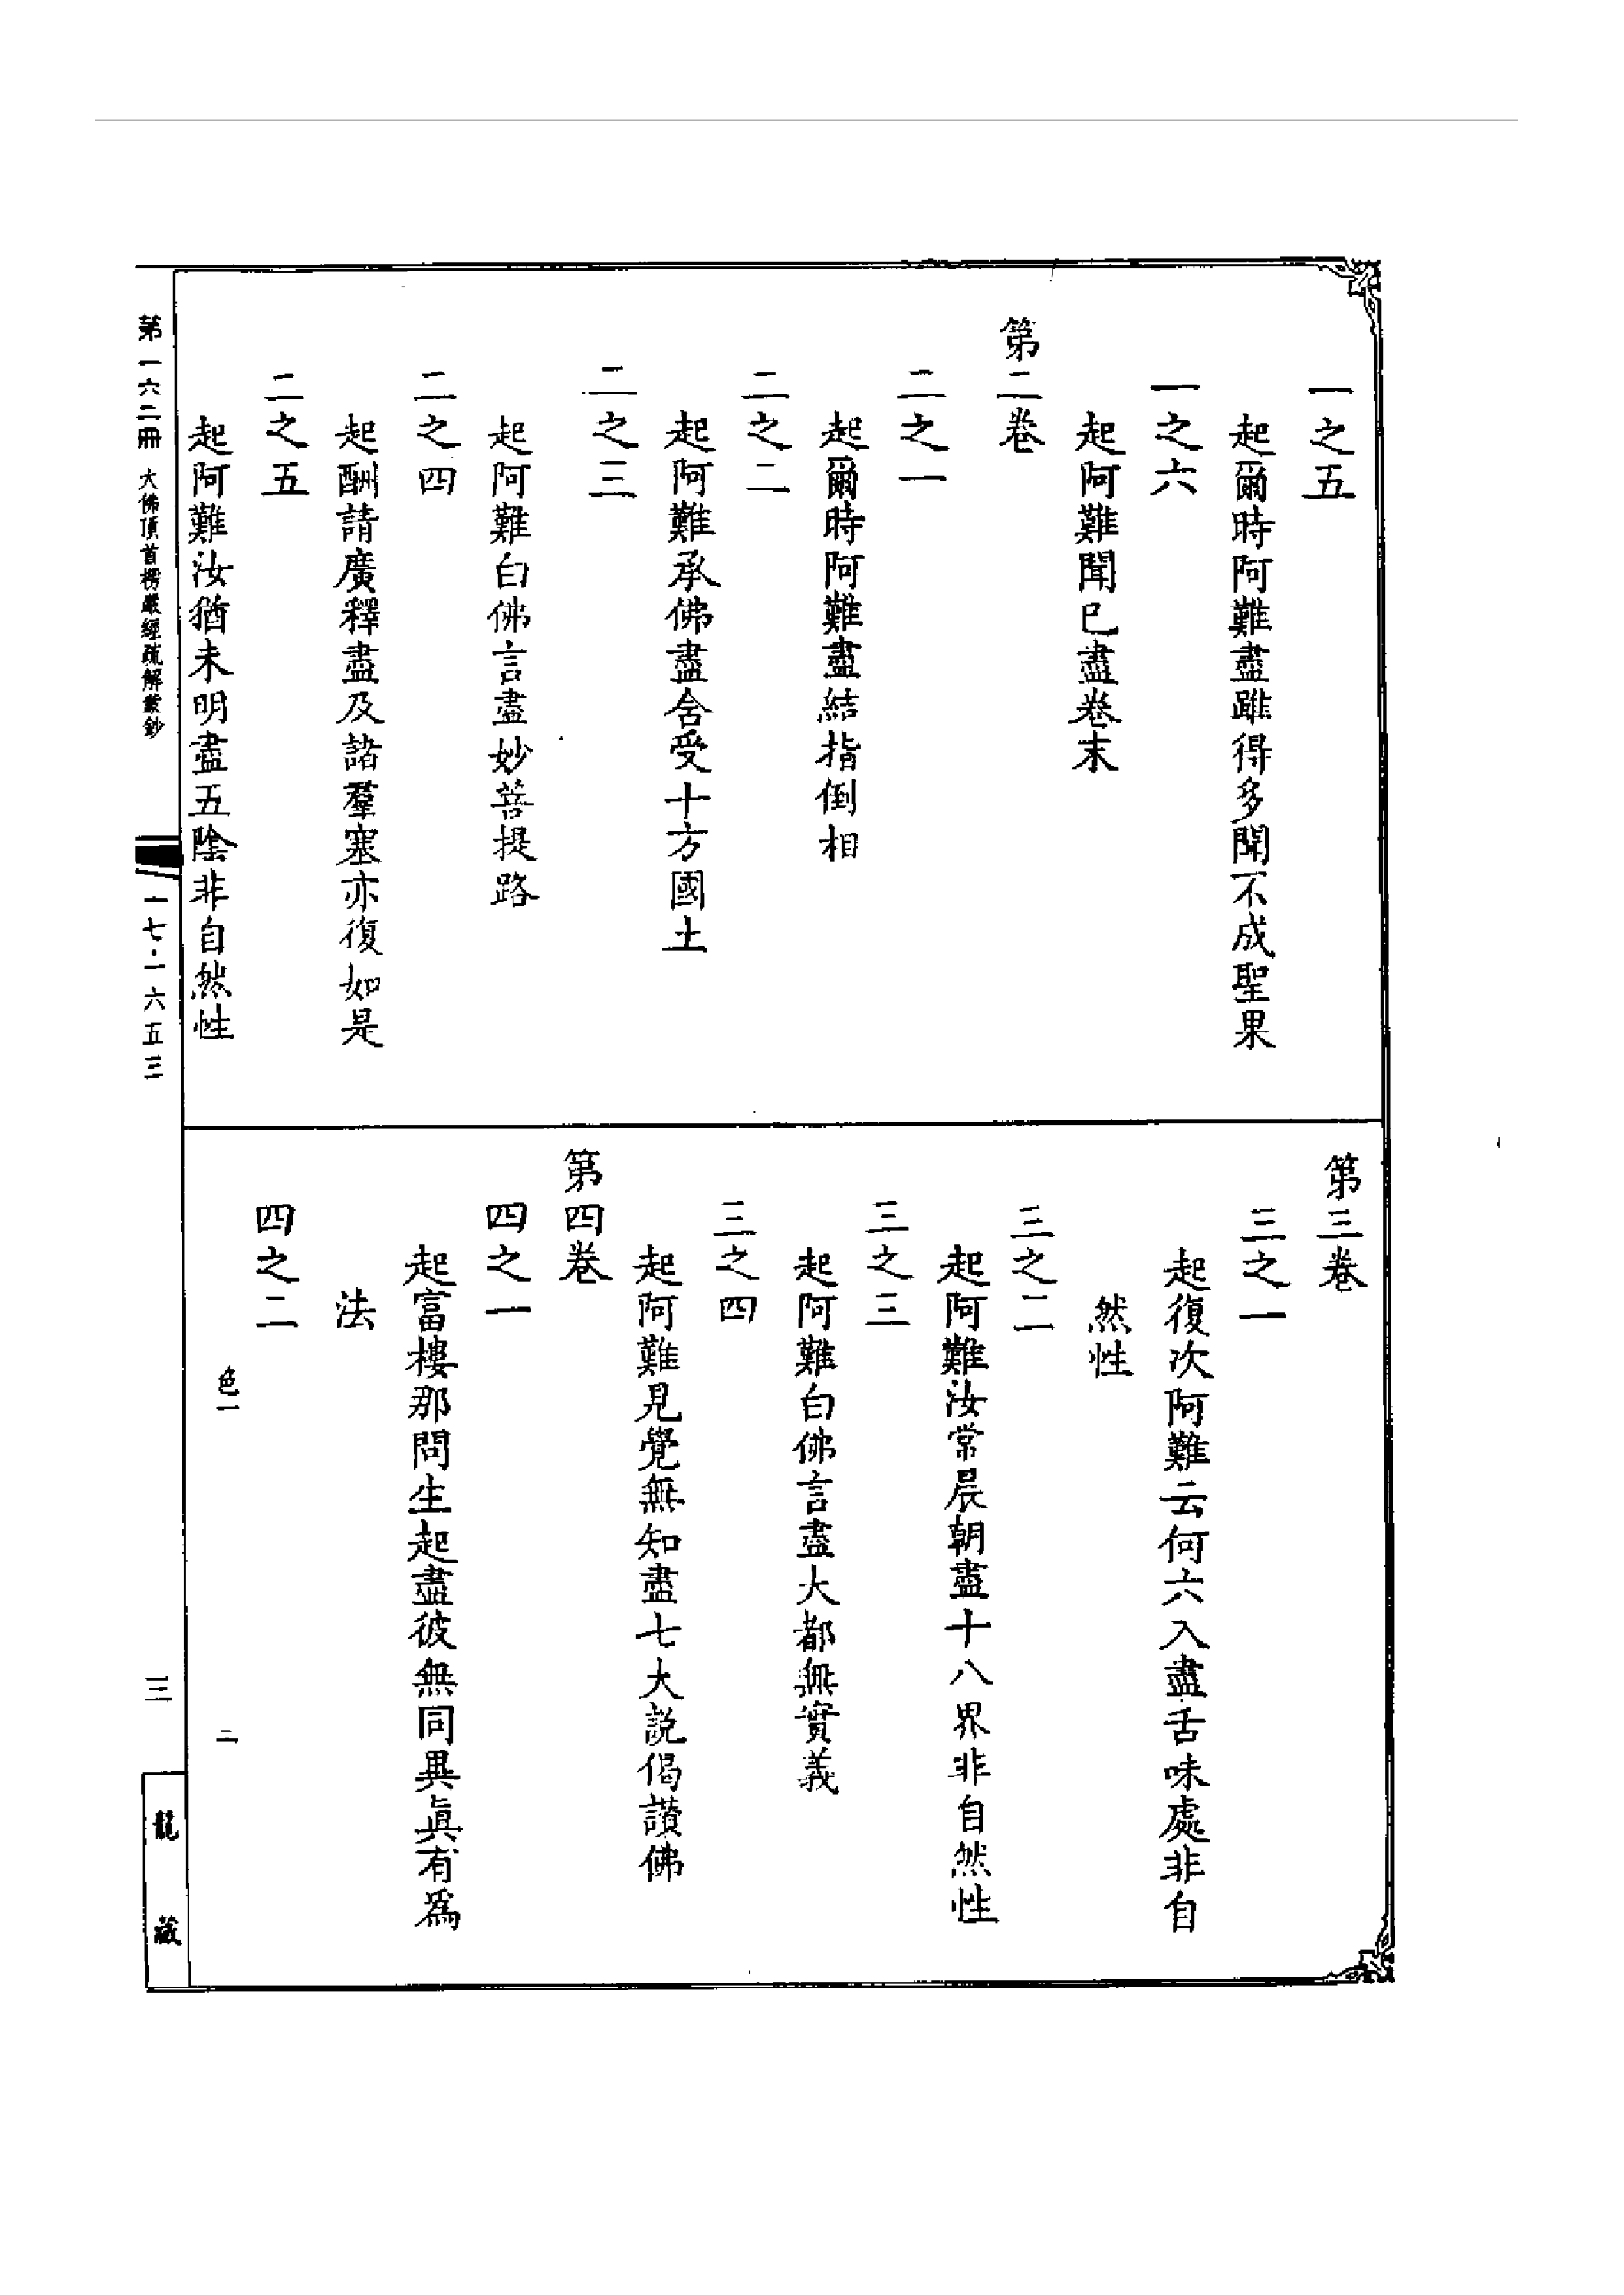 一之五
起爾時阿難盡雖得多聞不成聖果
一之六
起阿難聞已盡卷末
第二卷
二之一
起爾時阿難盡結指倒相
二之二
起阿難承佛盡含受十方國土
二之三
起阿難白佛言盡妙菩提路
二之四
起酬請廣釋盡及諸羣塞亦復如是
二之五
起阿難汝猶未明盡五陰非自然性
第三卷
三之一
起復次阿難云何六入盡舌味處非自
然性
三之二
起阿難汝常晨朝盡十八界非自然性
三之三
起阿難白佛言盡大都無實義
三之四
起阿難見覺無知盡七大說偈讚佛
第四卷
四之一
起富樓那問生起盡彼無同異眞有爲
法
四之二
色一 二
第一六二冊 大佛頂首楞嚴經疏解蒙鈔 一七·一六五三
三 龍藏